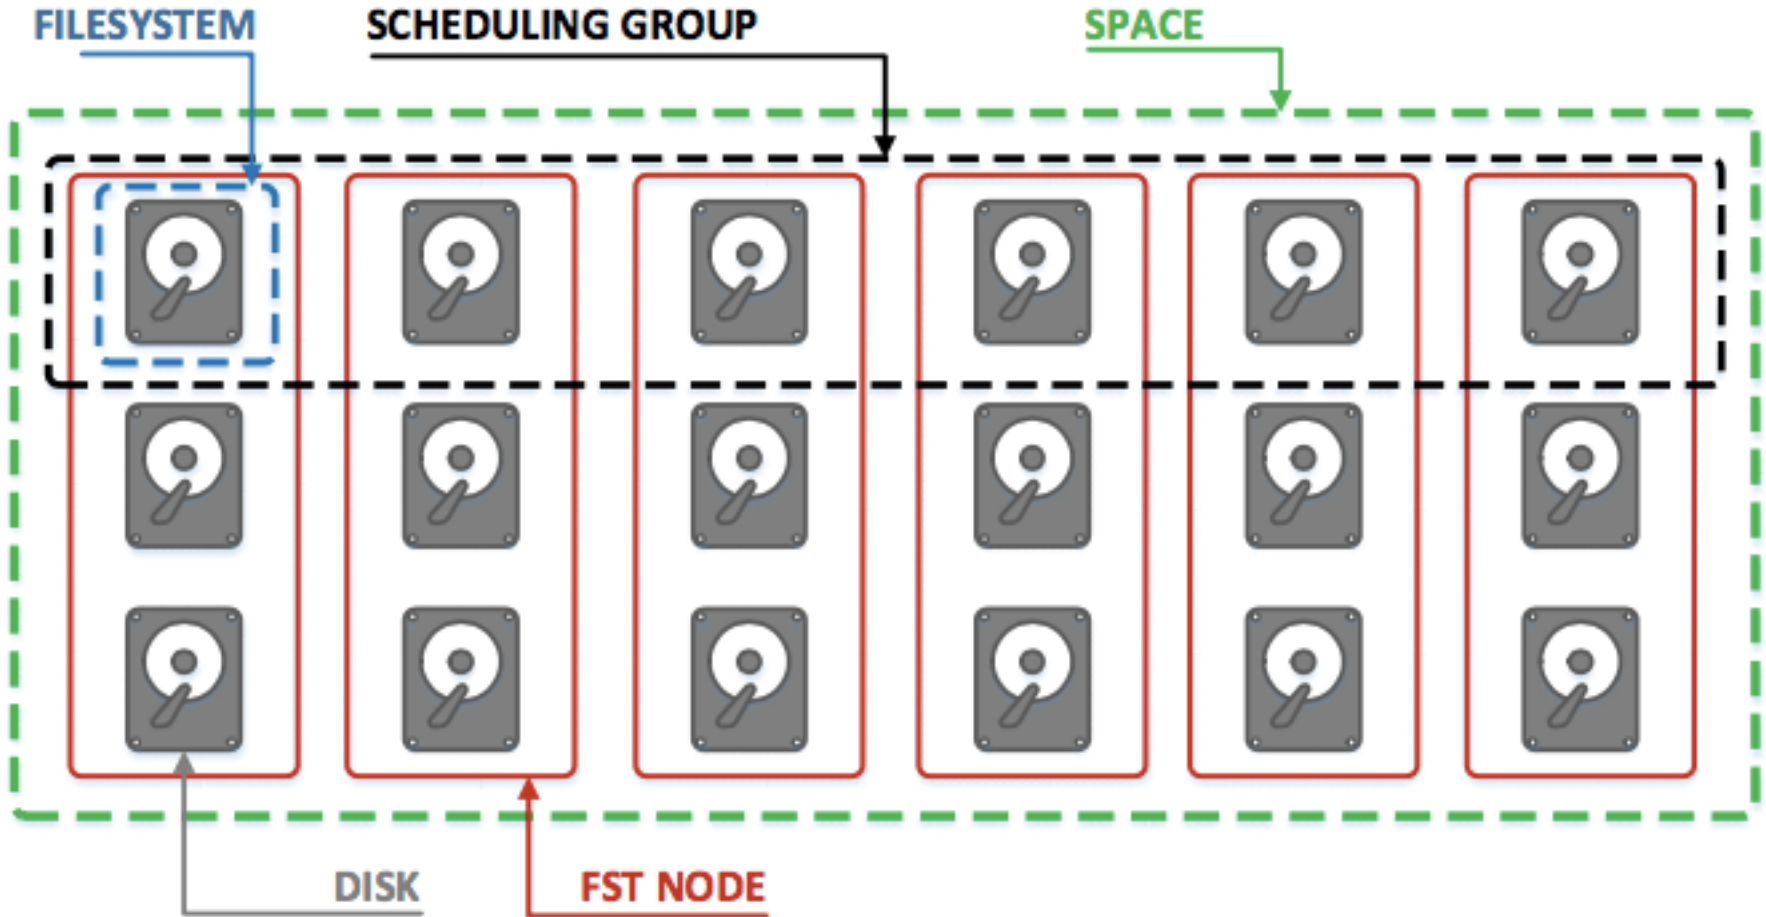 FILESYSTEM
SCHEDULING GROUP
SPACE
DISK
FST NODE